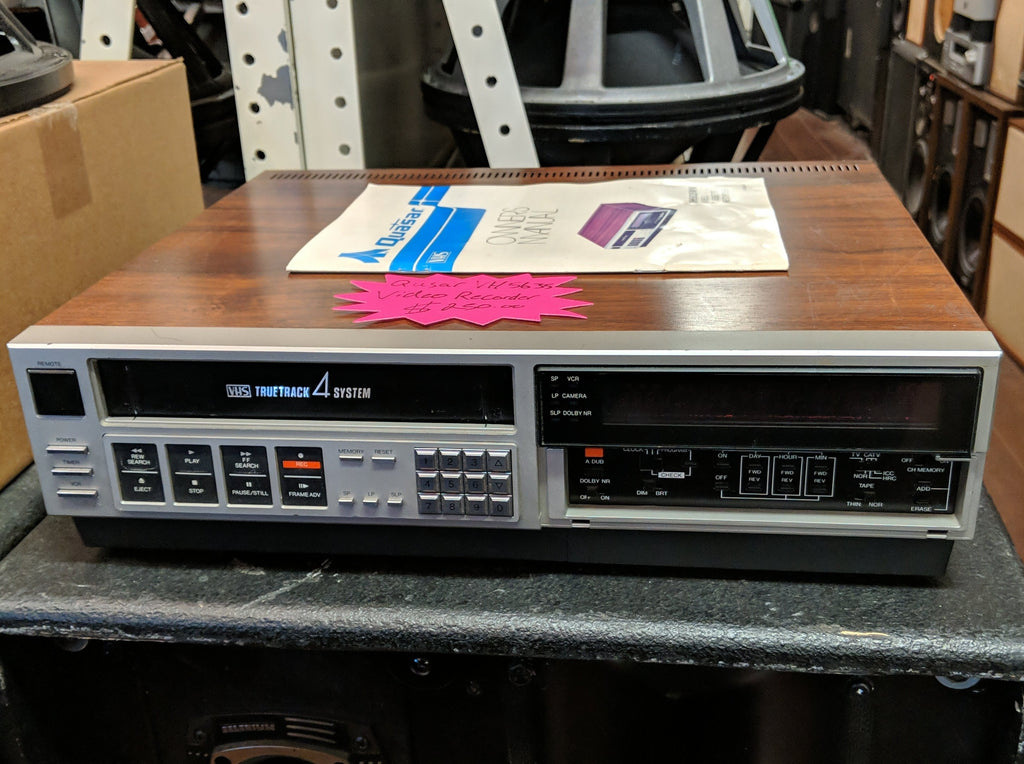 Quasar
VHS
OWNERS
MANUAL
Qusar VH5635
Video Recorder
$250.00
REMOTE
VHS TRUETRACK 4 SYSTEM
POWER
TIMER
VCR
REW
SEARCH
EJECT
PLAY
STOP
FF
SEARCH
PAUSE/STILL
REC
FRAME ADV
MEMORY
RESET
SP
LP
SLP
1 2 3
4 5 6
7 8 9 0
SP VCR
LP CAMERA
SLP DOLBY NR
A DUB
DOLBY NR
OFF ON
CHECK
DIM BRT
ON
OFF
DAY HOUR MIN
FWD FWD FWD
REV REV REV
TV CATV
NOR ICC
HRC
TAPE
THIN NOR
OFF
CH MEMORY
ADD
ERASE